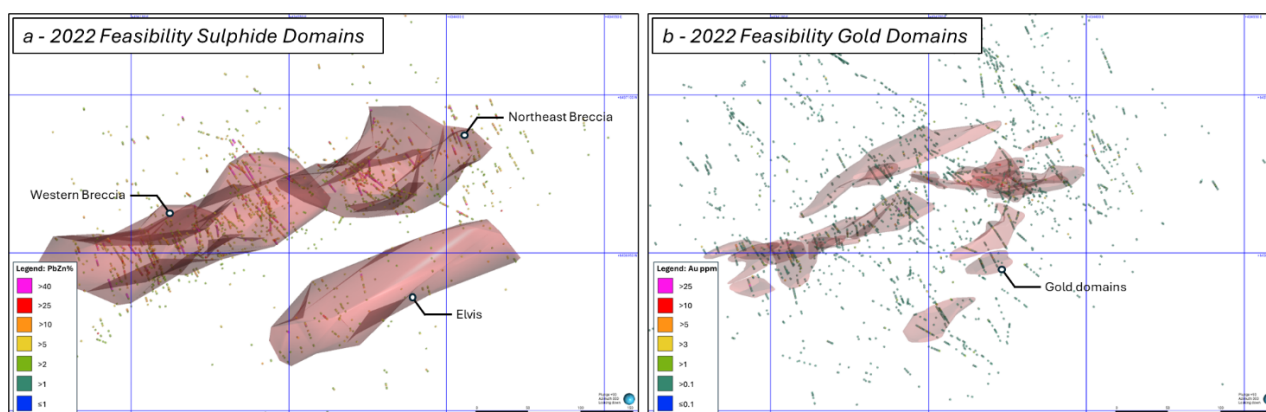 a - 2022 Feasibility Sulphide Domains
Northeast Breccia
Western Breccia
Elvis
Legend: PbZn%
>40
>25
>10
>5
>2
>1
≤1
b - 2022 Feasibility Gold Domains
Gold domains
Legend: Au ppm
>25
>10
>5
>3
>1
>0.1
≤0.1